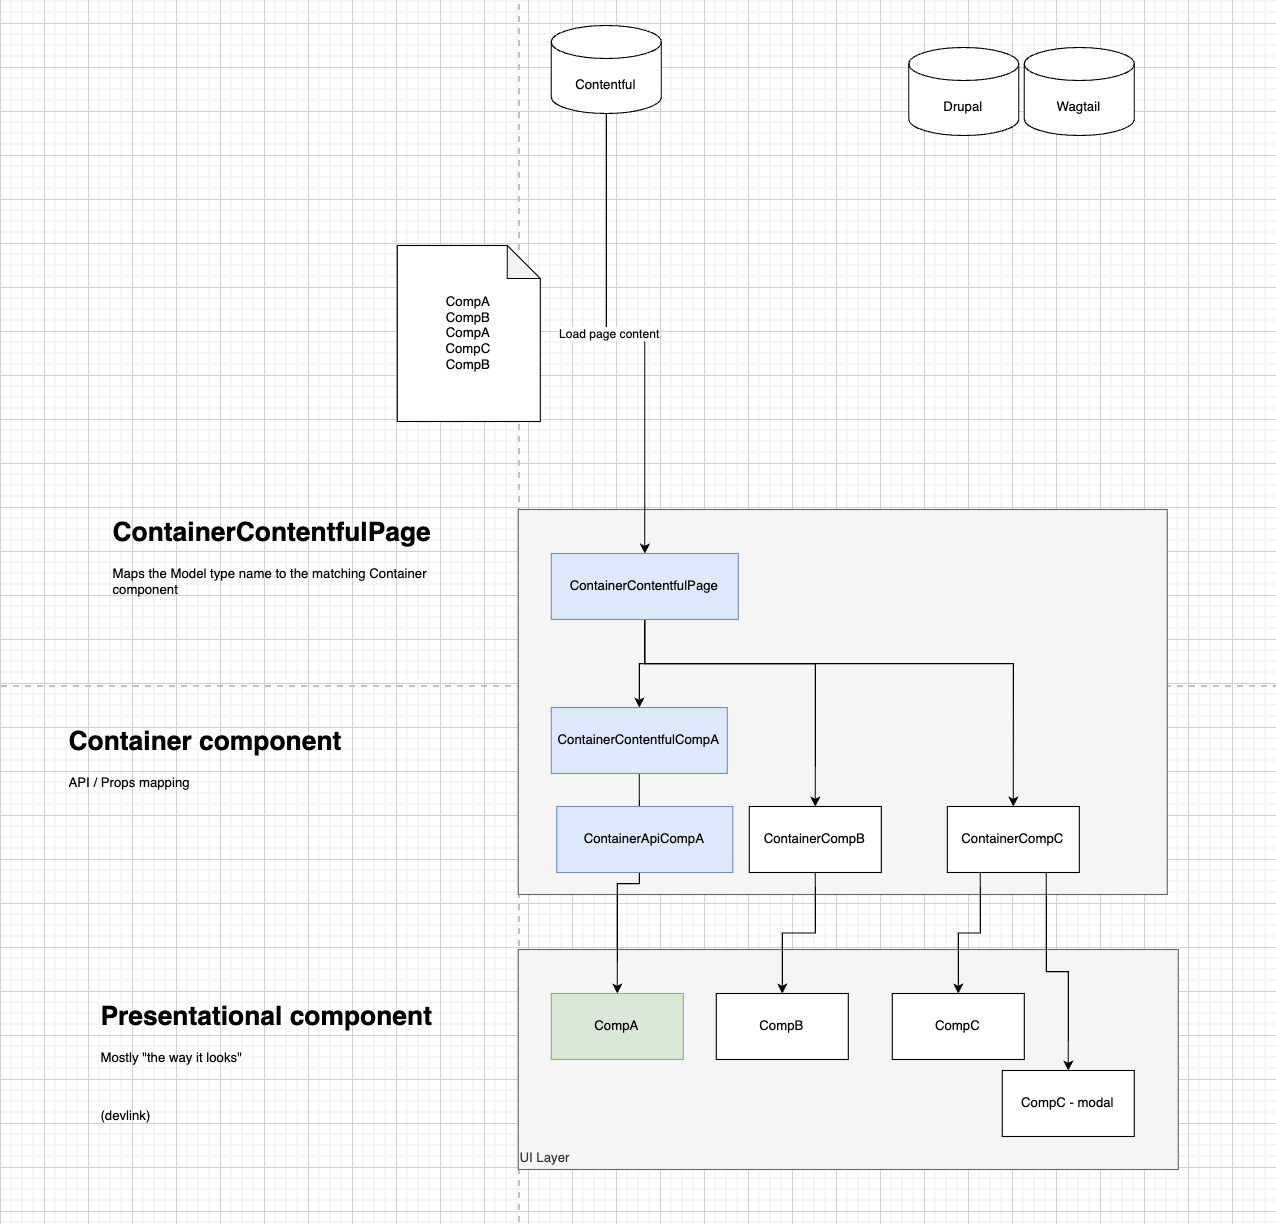 Contentful
Drupal
Wagtail
CompA
CompB
CompA
CompC
CompB
Load page content
ContainerContentfulPage
Maps the Model type name to the matching Container
component
ContainerContentfulPage
Container component
API / Props mapping
ContainerContentfulCompA
ContainerApiCompA
ContainerCompB
ContainerCompC
Presentational component
Mostly "the way it looks"
(devlink)
CompA
CompB
CompC
CompC - modal
UI Layer